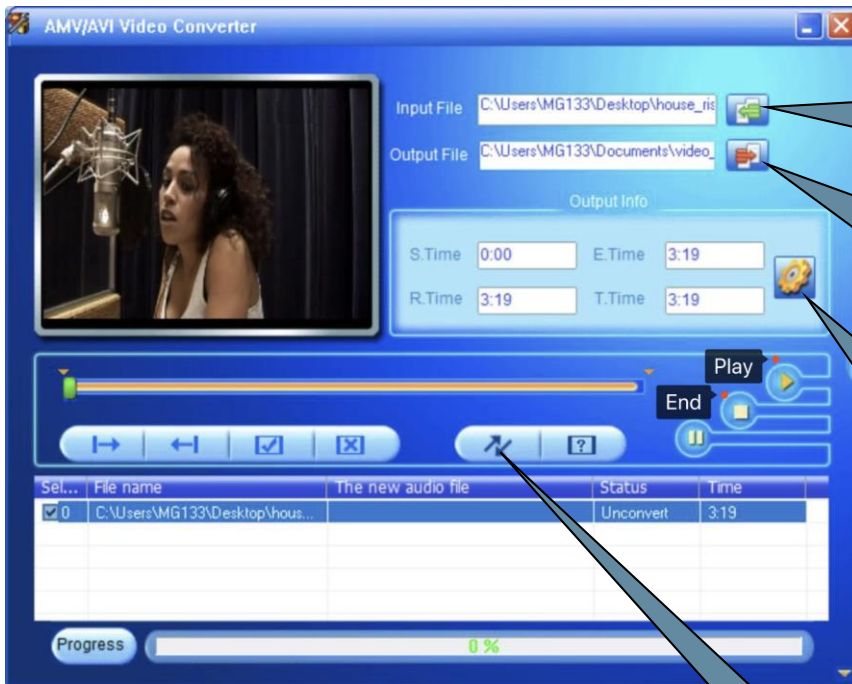 AMV/AVI Video Converter
Input File C:\Users\MG133\Desktop\house_ris
Output File C:\Users\MG133\Documents\video_
Output Info
S.Time 0:00 E.Time 3:19
R.Time 3:19 T.Time 3:19
Play
End
Sel... File name The new audio file Status Time
0 C:\Users\MG133\Desktop\hous... Unconvert 3:19
Progress 0 %